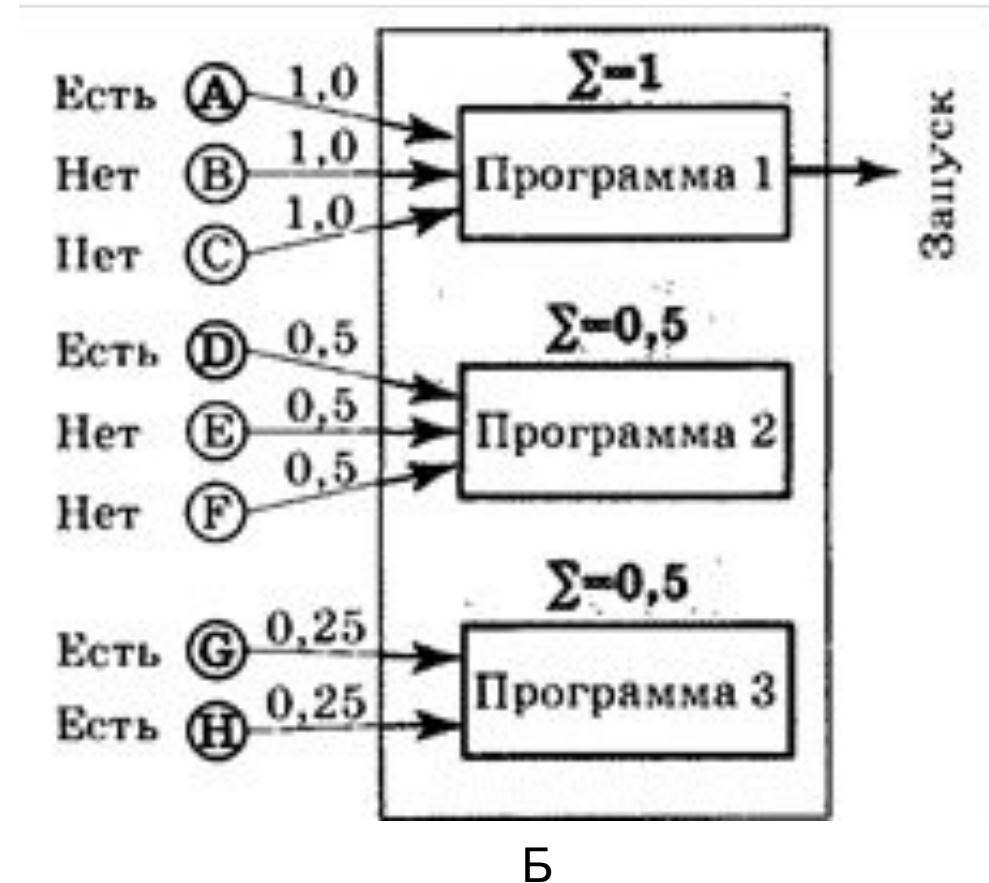 Σ=1
Есть A 1,0
Нет B 1,0
Нет C 1,0
Программа 1
Запуск
Σ=0,5
Есть D 0,5
Нет E 0,5
Нет F 0,5
Программа 2
Σ=0,5
Есть G 0,25
Есть H 0,25
Программа 3
Б